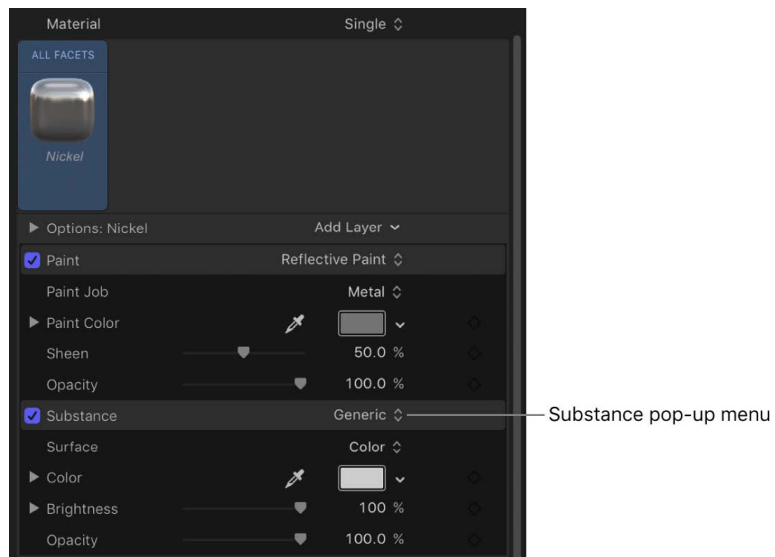 Material Single
ALL FACETS
Nickel
Options: Nickel Add Layer
Paint Reflective Paint
Paint Job Metal
Paint Color
Sheen 50.0 %
Opacity 100.0 %
Substance Generic Substance pop-up menu
Surface Color
Color
Brightness 100 %
Opacity 100.0 %